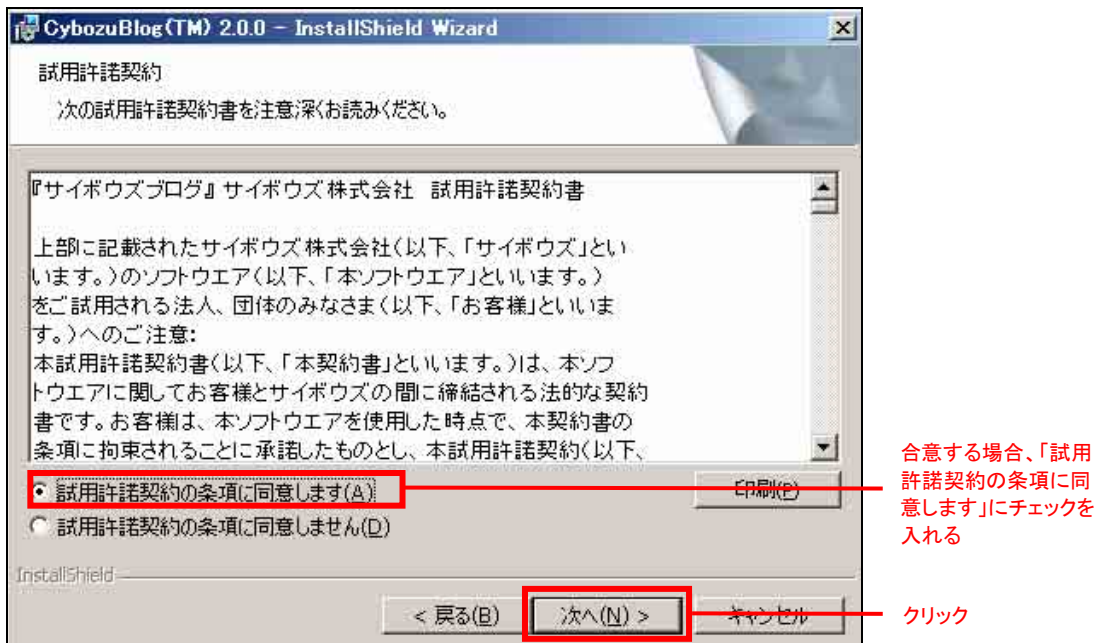 CybozuBlog(TM) 2.0.0 - InstallShield Wizard
試用許諾契約
次の試用許諾契約書を注意深くお読みください。
『サイボウズブログ』サイボウズ株式会社 試用許諾契約書
上部に記載されたサイボウズ株式会社(以下、「サイボウズ」とい
います。)のソフトウエア(以下、「本ソフトウエア」といいます。)
をご試用される法人、団体のみなさま(以下、「お客様」といいま
す。)へのご注意:
本試用許諾契約書(以下、「本契約書」といいます。)は、本ソフ
トウエアに関してお客様とサイボウズの間に締結される法的な契約
書です。お客様は、本ソフトウエアを使用した時点で、本契約書の
条項に拘束されることに承諾したものとし、本試用許諾契約(以下、
試用許諾契約の条項に同意します(A)
印刷(P)
試用許諾契約の条項に同意しません(D)
合意する場合、「試用
許諾契約の条項に同
意します」にチェックを
入れる
InstallShield
< 戻る(B)
次へ(N) >
キャンセル
クリック